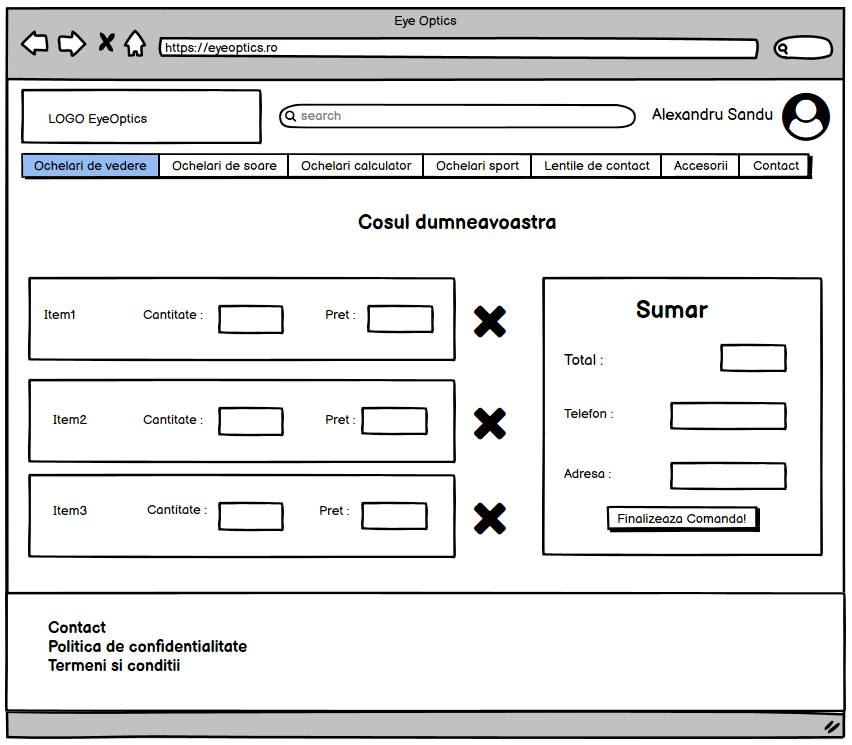 Eye Optics
https://eyeoptics.ro
LOGO EyeOptics
search
Alexandru Sandu
Ochelari de vedere Ochelari de soare Ochelari calculator Ochelari sport Lentile de contact Accesorii Contact
Cosul dumneavoastra
Item1 Cantitate : Pret :
Item2 Cantitate : Pret :
Item3 Cantitate : Pret :
Sumar
Total :
Telefon :
Adresa :
Finalizeaza Comanda!
Contact
Politica de confidentialitate
Termeni si conditii